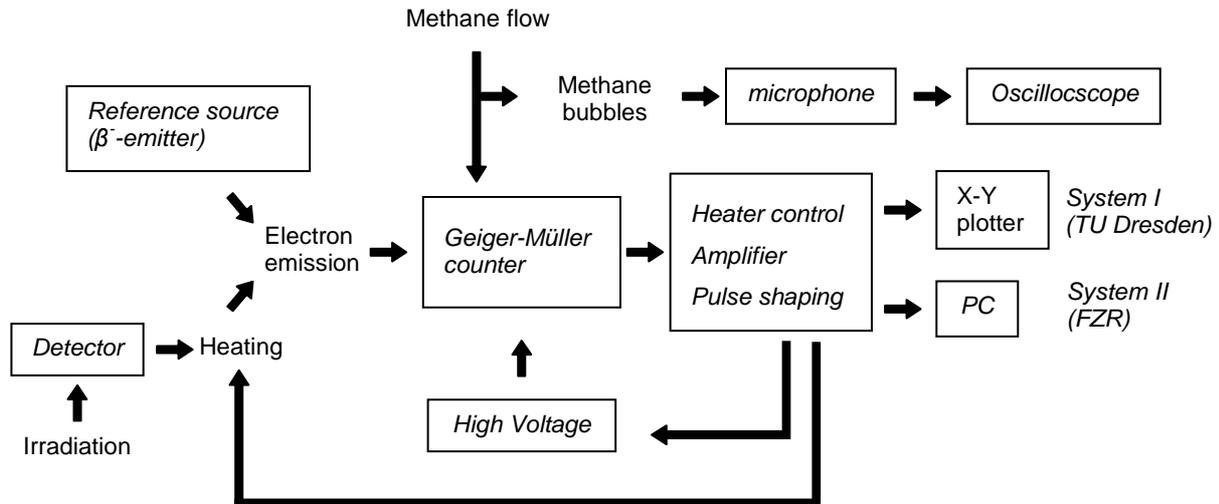 Methane flow
Methane
bubbles
microphone
Oscillocscope
Reference source
(β⁻-emitter)
Electron
emission
Geiger-Müller
counter
Heater control
Amplifier
Pulse shaping
X-Y
plotter
System I
(TU Dresden)
PC
System II
(FZR)
Detector
Heating
Irradiation
High Voltage